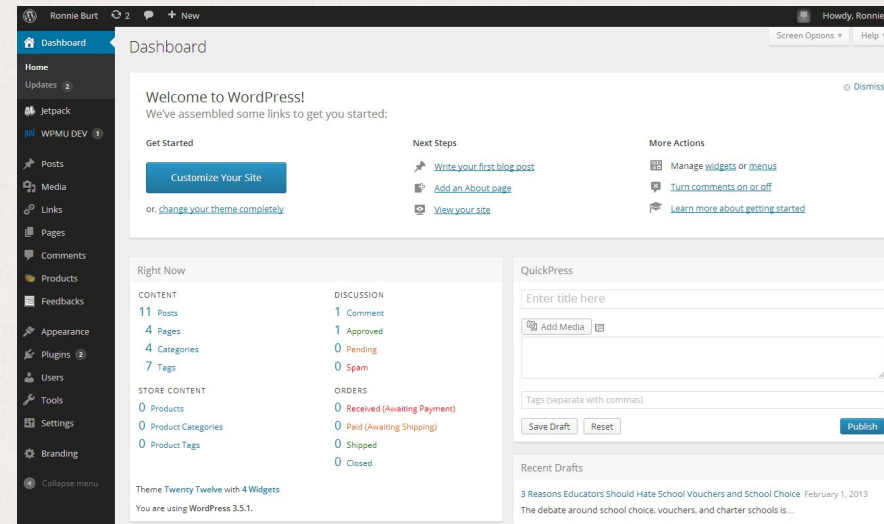 Ronnie Burt 2 + New Howdy, Ronnie
Dashboard
Home
Updates 2
Jetpack
WPMU DEV 1
Posts
Media
Links
Pages
Comments
Products
Feedbacks
Appearance
Plugins 2
Users
Tools
Settings
Branding
Collapse menu
Screen Options Help
Dashboard
Dismiss
Welcome to WordPress!
We've assembled some links to get you started:
Get Started
Customize Your Site
or, change your theme completely
Next Steps
Write your first blog post
Add an About page
View your site
More Actions
Manage widgets or menus
Turn comments on or off
Learn more about getting started
Right Now
CONTENT
11 Posts
4 Pages
4 Categories
7 Tags
DISCUSSION
1 Comment
1 Approved
0 Pending
0 Spam
STORE CONTENT
0 Products
0 Product Categories
0 Product Tags
ORDERS
0 Received (Awaiting Payment)
0 Paid (Awaiting Shipping)
0 Shipped
0 Closed
Theme Twenty Twelve with 4 Widgets
You are using WordPress 3.5.1.
QuickPress
Enter title here
Add Media
Tags (separate with commas)
Save Draft Reset Publish
Recent Drafts
3 Reasons Educators Should Hate School Vouchers and School Choice February 1, 2013
The debate around school choice, vouchers, and charter schools is…